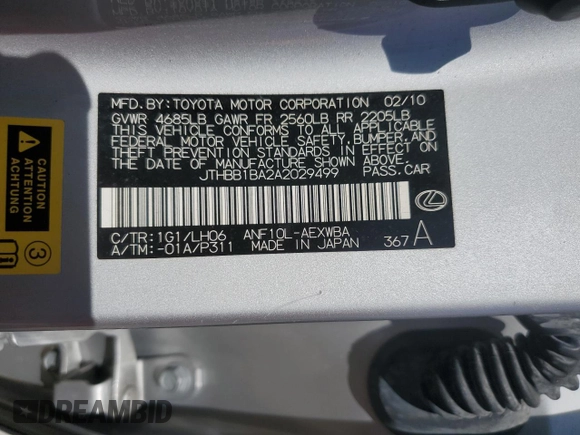 MFD. BY: TOYOTA MOTOR CORPORATION 02/10
GVWR 4685LB GAWR FR 2560LB RR 2205LB
THIS VEHICLE CONFORMS TO ALL APPLICABLE
FEDERAL MOTOR VEHICLE SAFETY, BUMPER, AND
THEFT PREVENTION STANDARDS IN EFFECT ON
THE DATE OF MANUFACTURE SHOWN ABOVE.
JTHBB1BA2A2029499 PASS.CAR
C/TR: 1G1/LH06 ANF10L-AEXWBA
A/TM: -01A/P311 MADE IN JAPAN 367 A
CAUTION
ACHTUNG
3
DREAMBID